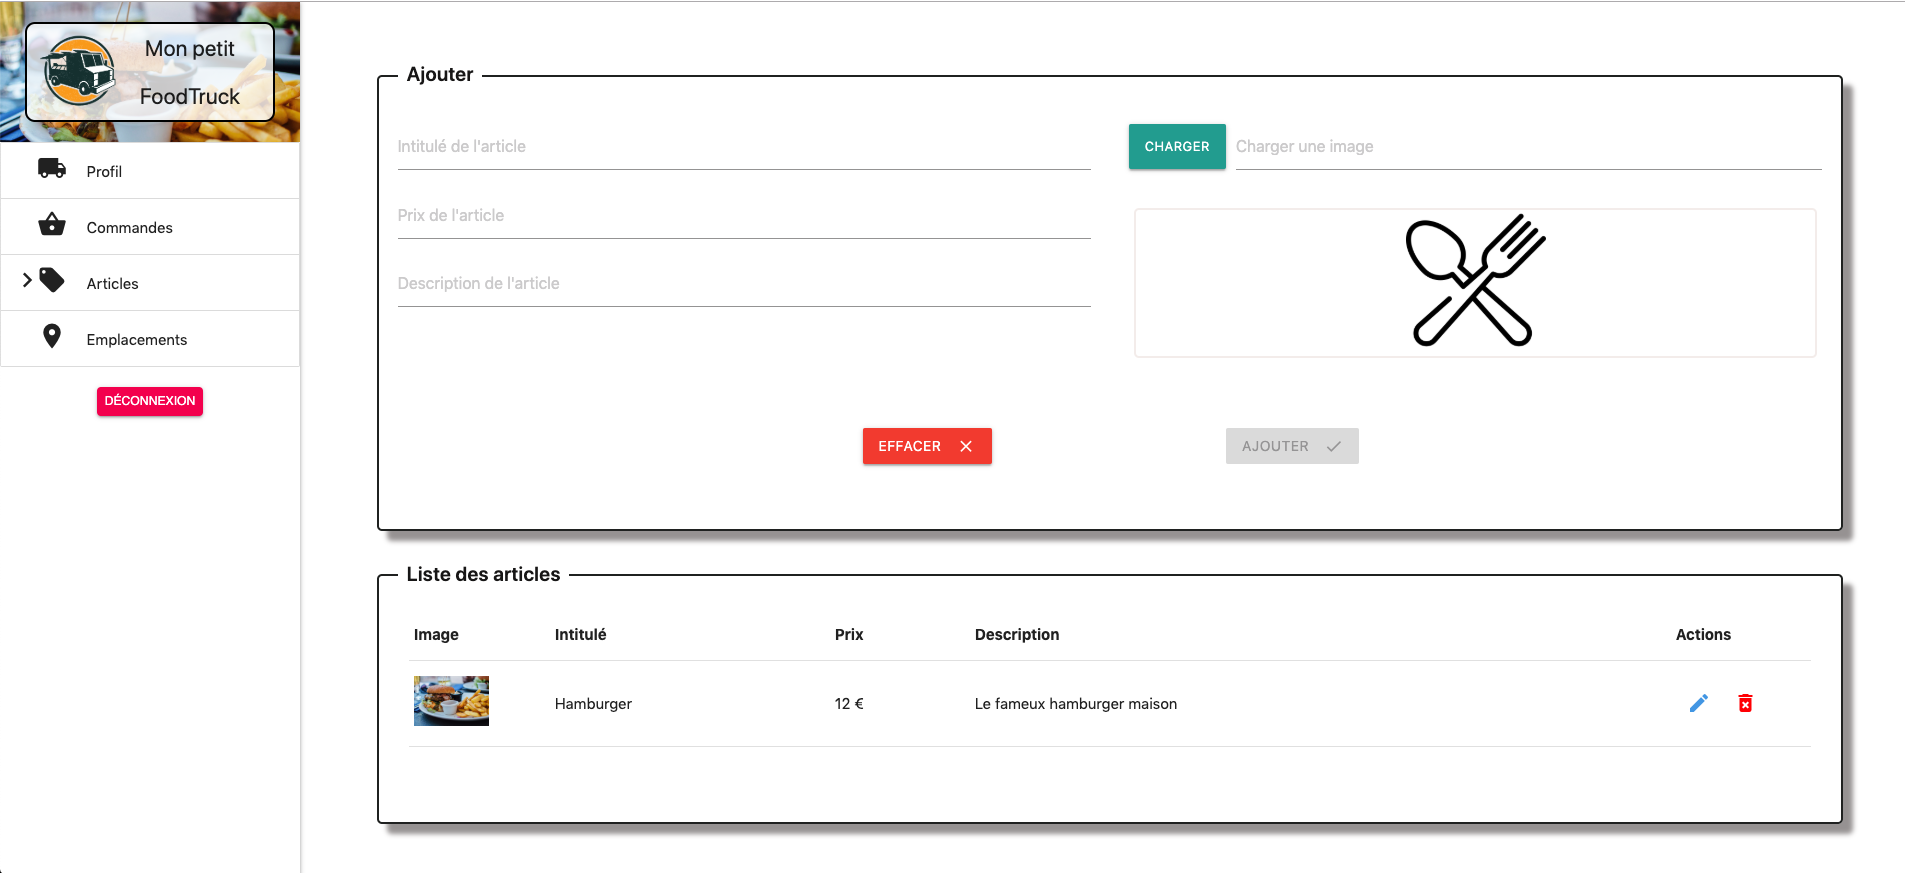 Mon petit
FoodTruck
Profil
Commandes
Articles
Emplacements
DÉCONNEXION
Ajouter
Intitulé de l'article
CHARGER
Charger une image
Prix de l'article
Description de l'article
EFFACER
AJOUTER
Liste des articles
Image Intitulé Prix Description Actions
Hamburger 12 € Le fameux hamburger maison